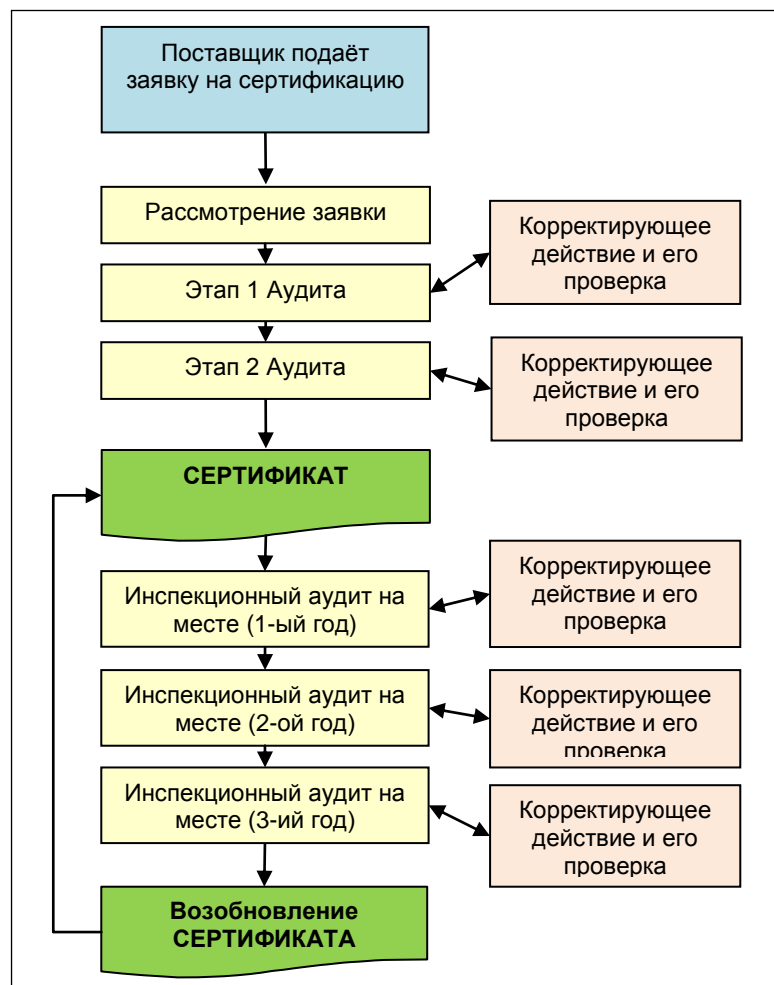 Поставщик подаёт
заявку на сертификацию
Рассмотрение заявки
Корректирующее
действие и его
проверка
Этап 1 Аудита
Этап 2 Аудита
Корректирующее
действие и его
проверка
СЕРТИФИКАТ
Инспекционный аудит на
месте (1-ый год)
Корректирующее
действие и его
проверка
Инспекционный аудит на
месте (2-ой год)
Корректирующее
действие и его
проверка
Инспекционный аудит на
месте (3-ий год)
Корректирующее
действие и его
проверка
Возобновление
СЕРТИФИКАТА